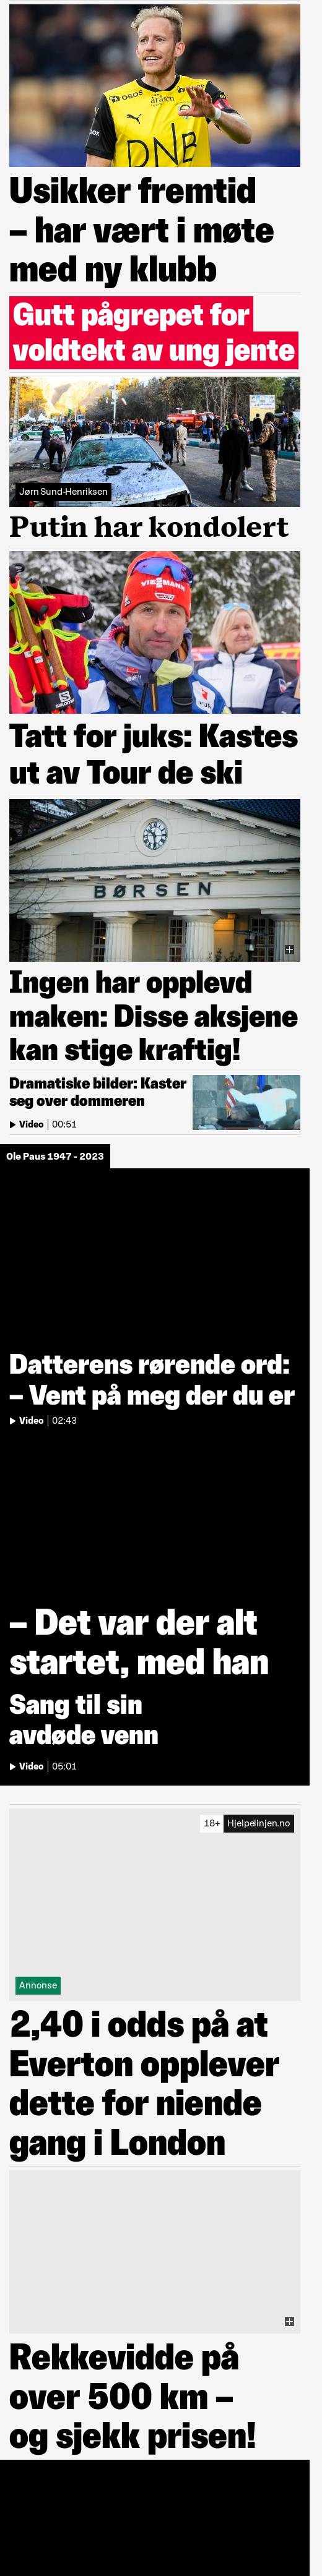 OBOS
åråsen
DNB
Usikker fremtid
– har vært i møte
med ny klubb
Gutt pågrepet for
voldtekt av ung jente
Jørn Sund-Henriksen
Putin har kondolert
VIESSMANN
SALOMON
Tatt for juks: Kastes
ut av Tour de ski
BØRSEN
Ingen har opplevd
maken: Disse aksjene
kan stige kraftig!
Dramatiske bilder: Kaster
seg over dommeren
Video | 00:51
Ole Paus 1947 - 2023
Datterens rørende ord:
– Vent på meg der du er
Video | 02:43
– Det var der alt
startet, med han
Sang til sin
avdøde venn
Video | 05:01
18+ Hjelpelinjen.no
Annonse
2,40 i odds på at
Everton opplever
dette for niende
gang i London
Rekkevidde på
over 500 km –
og sjekk prisen!